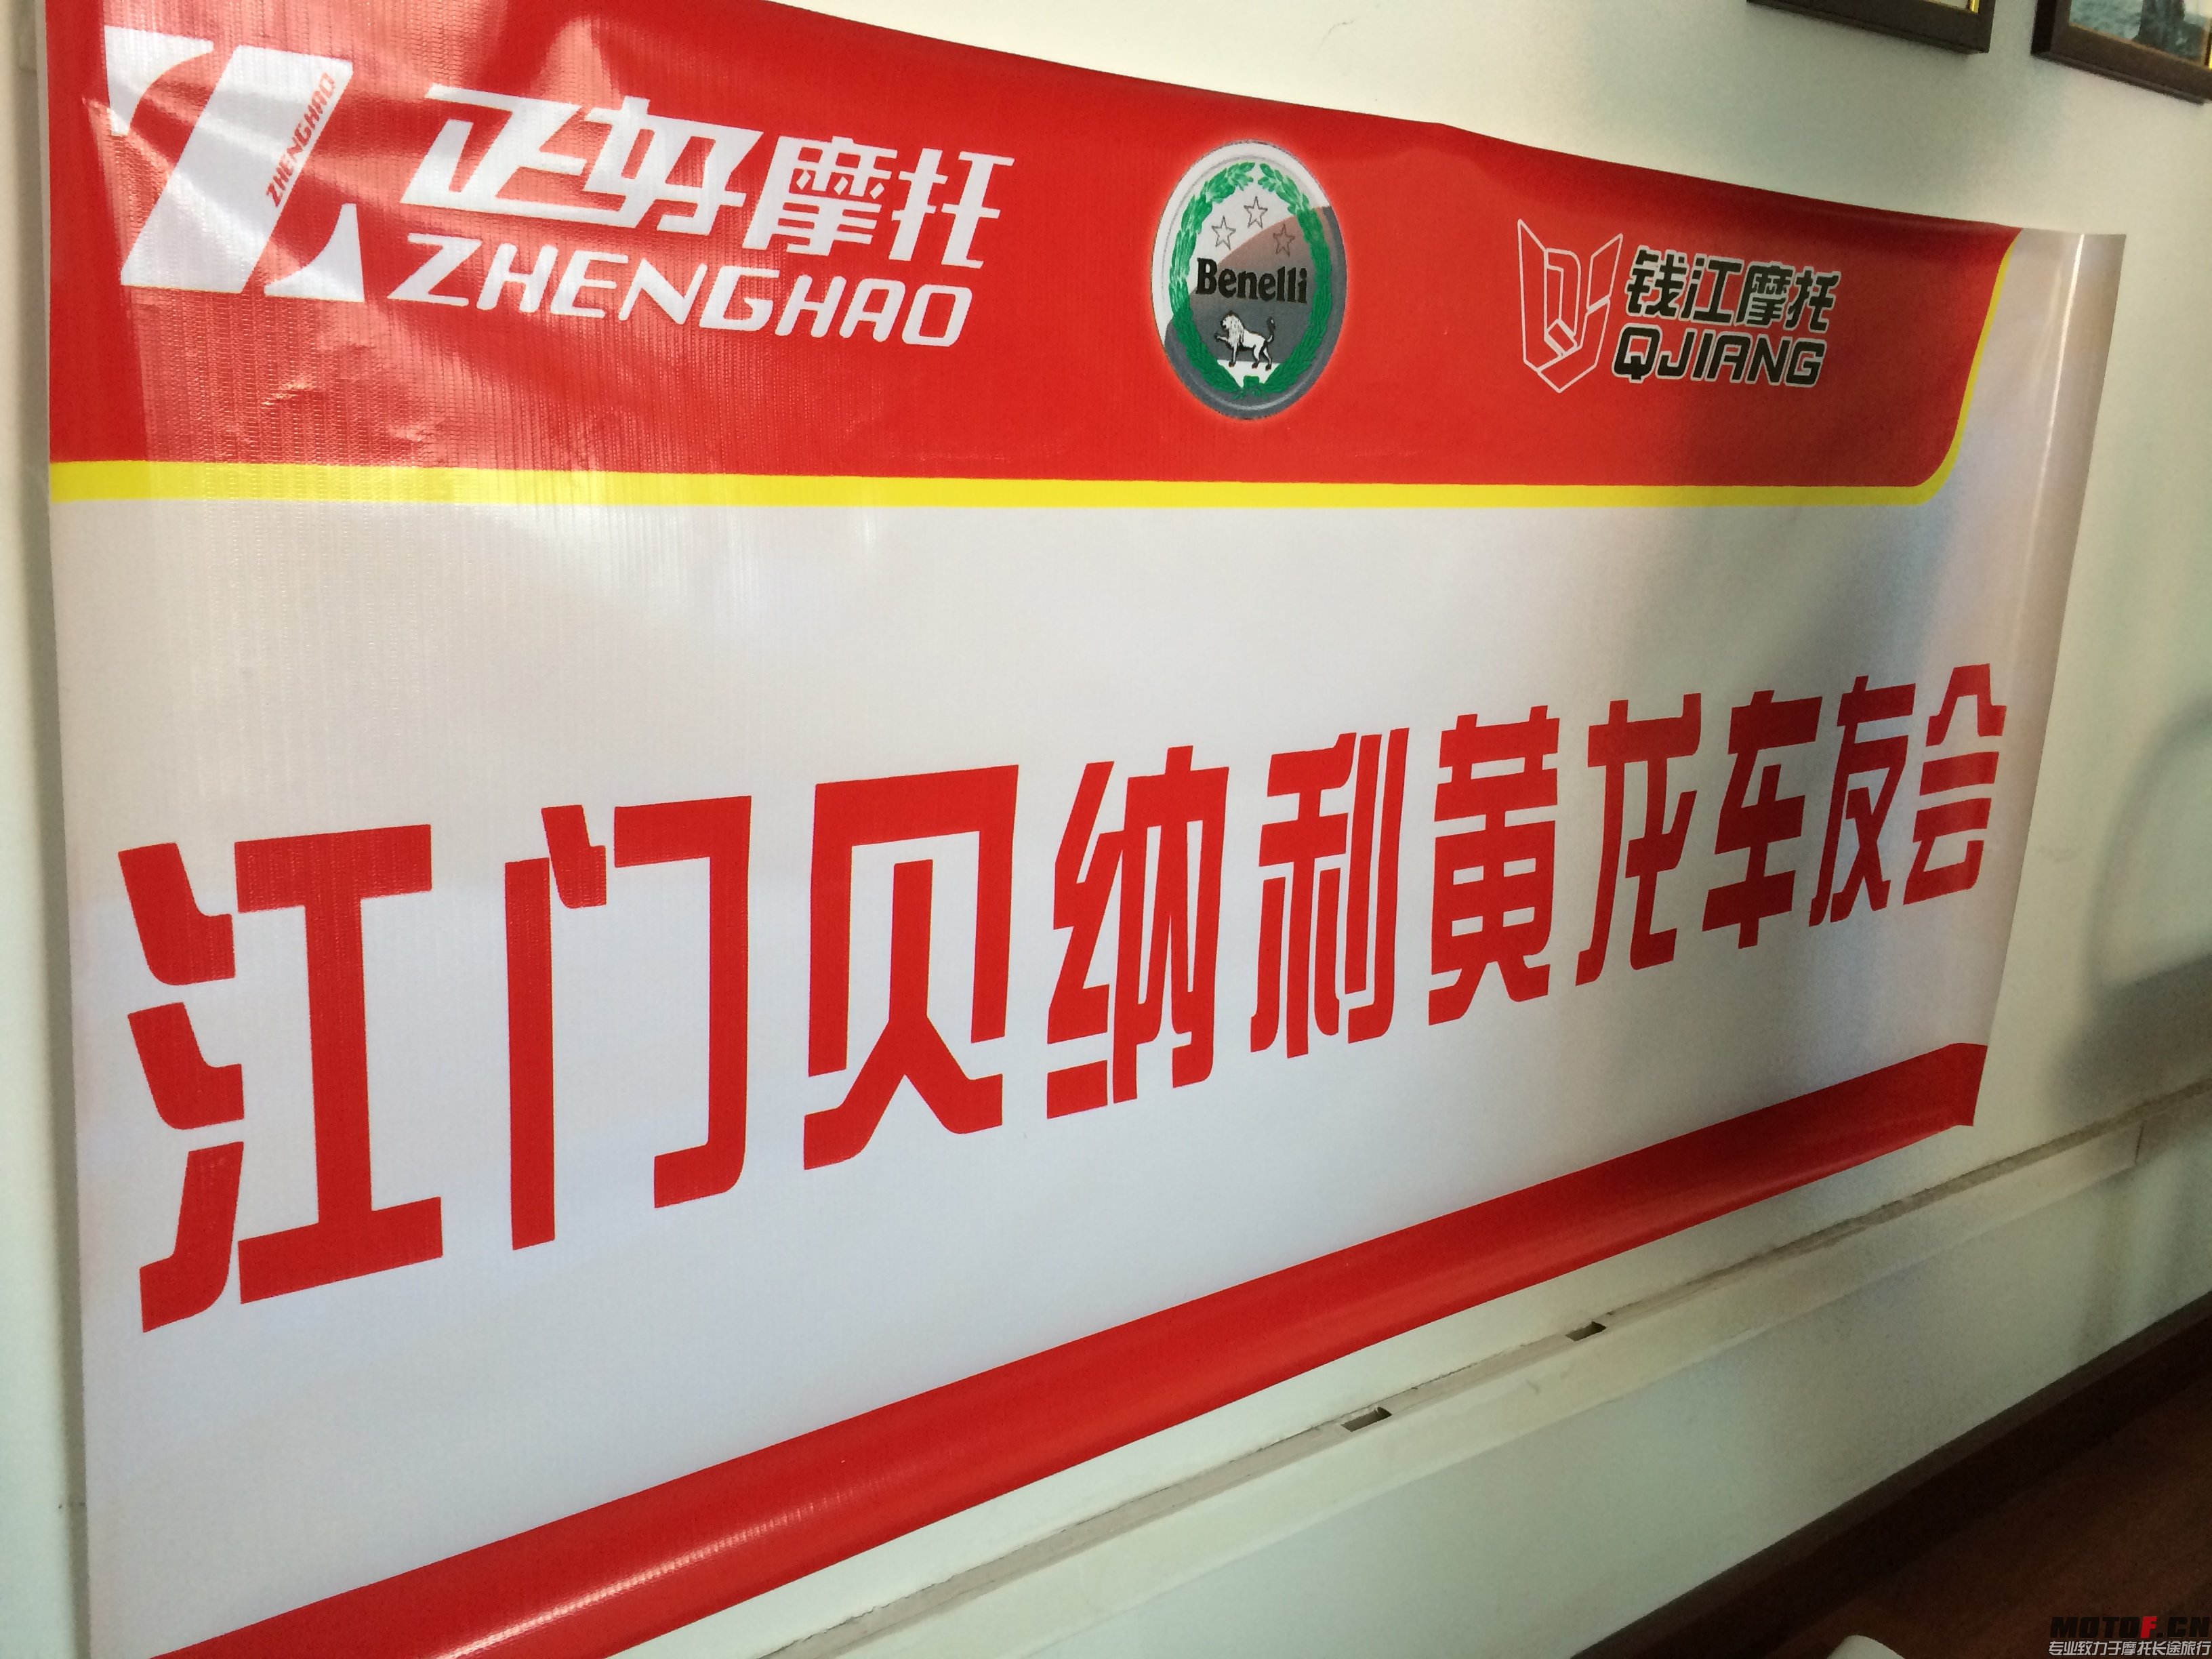 ZHENGHAO
正好摩托
ZHENGHAO
Benelli
钱江摩托
QJIANG
江门贝纳利黄龙车友会
MOTOF.CN
专业致力于摩托长途旅行